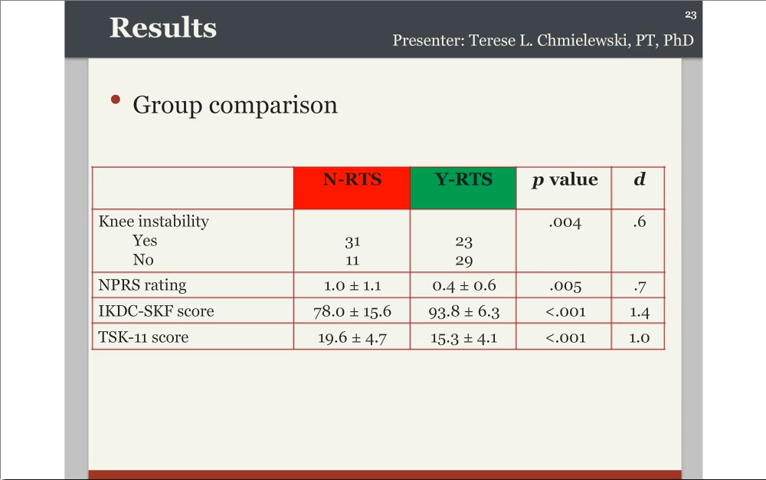 23
Results
Presenter: Terese L. Chmielewski, PT, PhD
• Group comparison
N-RTS Y-RTS p value d
Knee instability .004 .6
Yes 31 23
No 11 29
NPRS rating 1.0 ± 1.1 0.4 ± 0.6 .005 .7
IKDC-SKF score 78.0 ± 15.6 93.8 ± 6.3 <.001 1.4
TSK-11 score 19.6 ± 4.7 15.3 ± 4.1 <.001 1.0